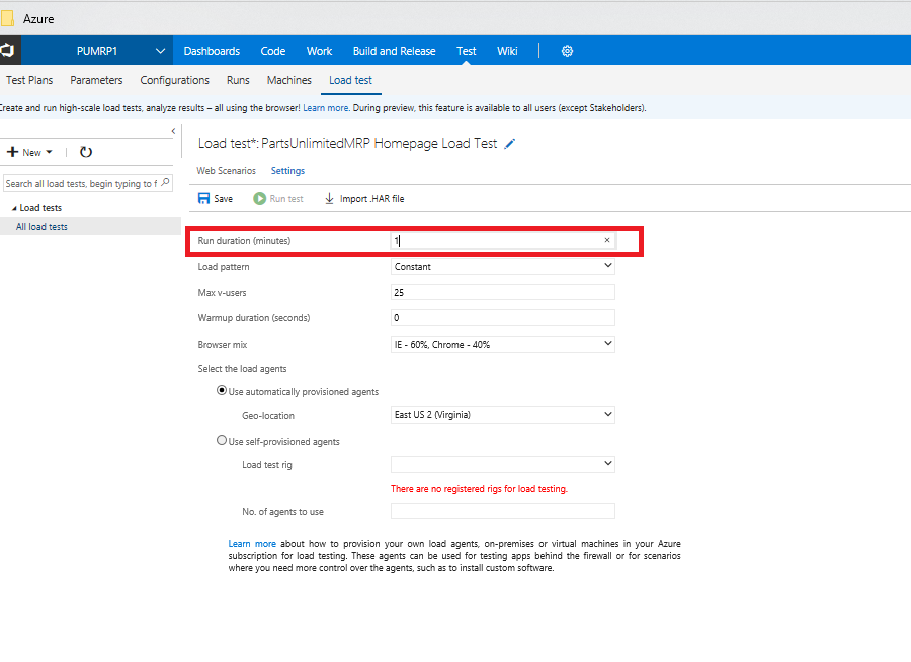 Azure
PUMRP1 Dashboards Code Work Build and Release Test Wiki
Test Plans Parameters Configurations Runs Machines Load test
Create and run high-scale load tests, analyze results – all using the browser! Learn more. During preview, this feature is available to all users (except Stakeholders).
Load test*: PartsUnlimitedMRP Homepage Load Test
New
Web Scenarios Settings
Search all load tests, begin typing to f
Save Run test Import .HAR file
Load tests
All load tests
Run duration (minutes) 1
Load pattern Constant
Max v-users 25
Warmup duration (seconds) 0
Browser mix IE - 60%, Chrome - 40%
Select the load agents
Use automatically provisioned agents
Geo-location East US 2 (Virginia)
Use self-provisioned agents
Load test rig
There are no registered rigs for load testing.
No. of agents to use
Learn more about how to provision your own load agents, on-premises or virtual machines in your Azure
subscription for load testing. These agents can be used for testing apps behind the firewall or for scenarios
where you need more control over the agents, such as to install custom software.